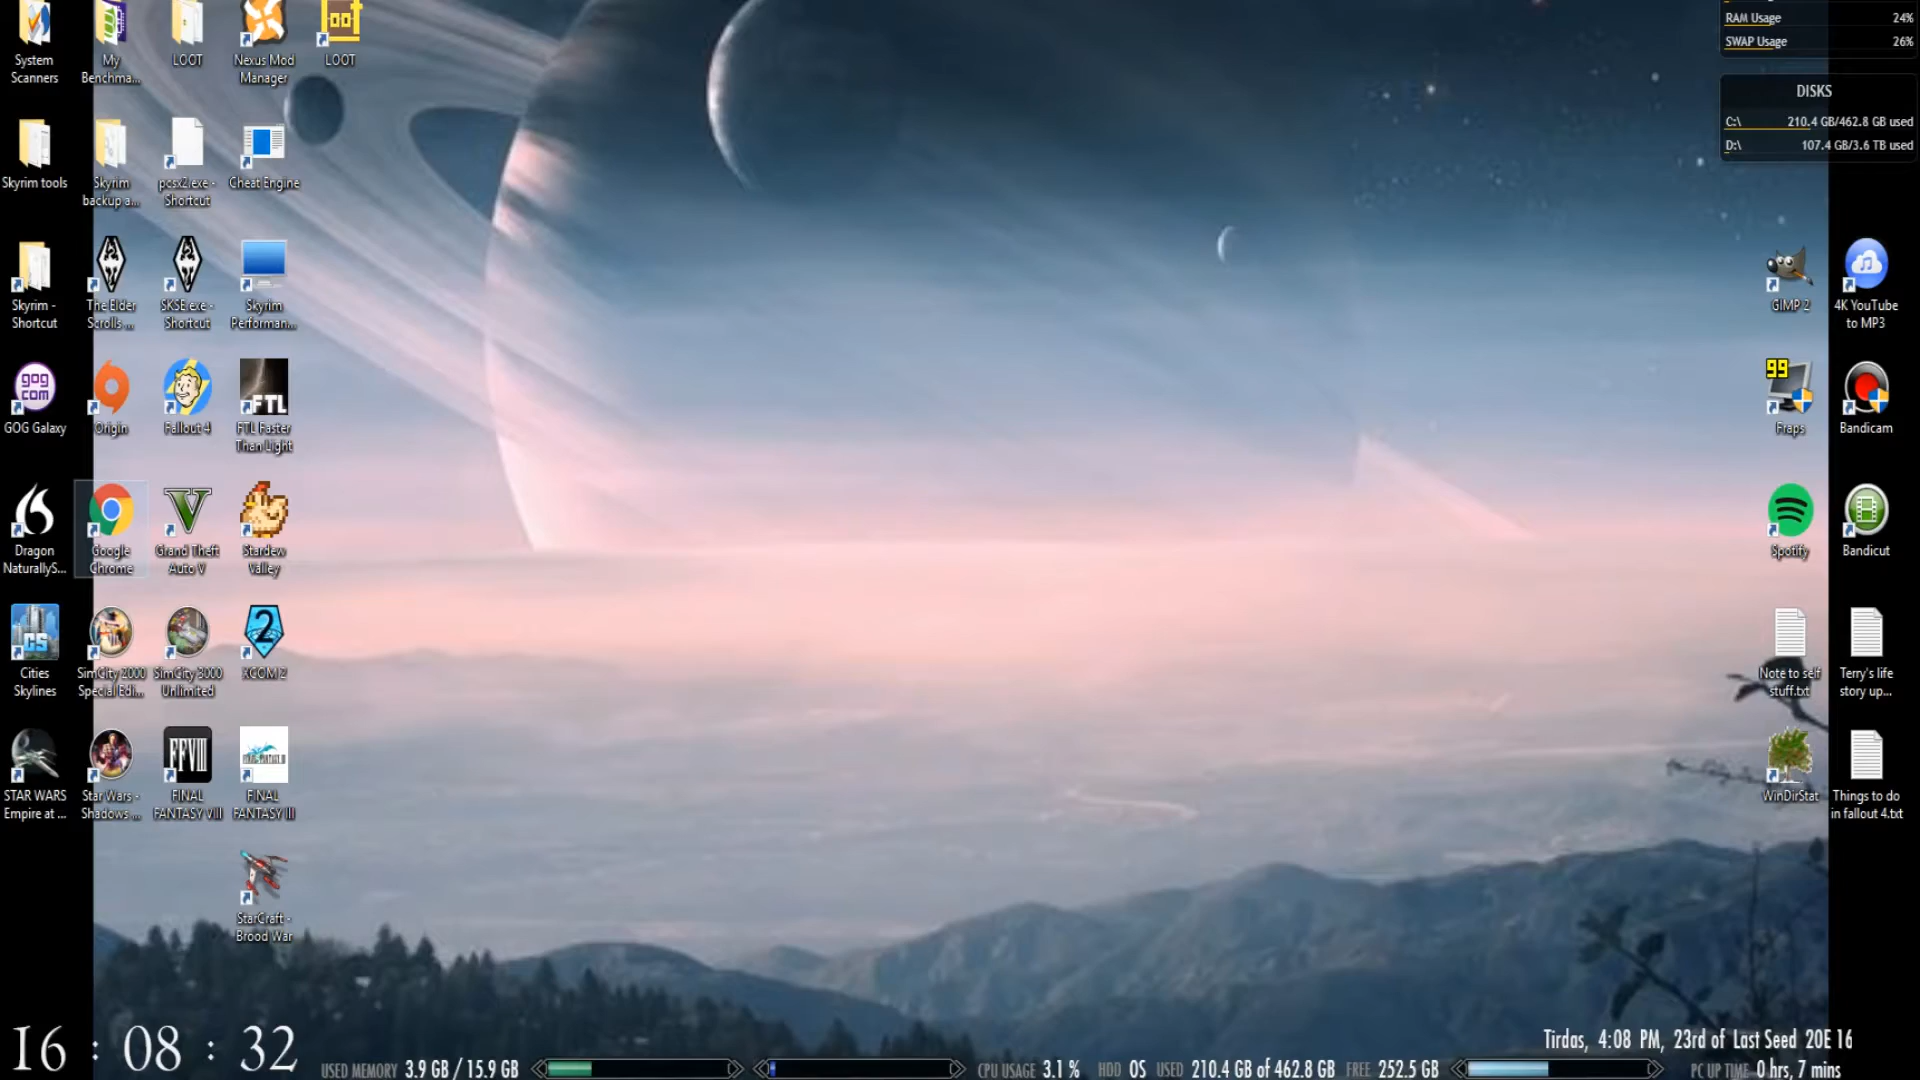 System
Scanners
My
Benchma...
LOOT
Nexus Mod
Manager
LOOT
RAM Usage 24%
SWAP Usage 26%
DISKS
C:\ 210.4 GB/462.8 GB used
D:\ 107.4 GB/3.6 TB used
Skyrim tools
Skyrim
backup a...
pcsx2.exe -
Shortcut
Cheat Engine
Skyrim -
Shortcut
The Elder
Scrolls ...
SKSE.exe -
Shortcut
Skyrim
Performan...
GIMP 2
4K YouTube
to MP3
gog
com
GOG Galaxy
Origin
Fallout 4
FTL
FTL Faster
Than Light
99
Fraps
Bandicam
Dragon
NaturallyS...
Google
Chrome
V
Grand Theft
Auto V
Stardew
Valley
Spotify
Bandicut
CS
Cities
Skylines
SimCity 2000
Special Edi...
SimCity 3000
Unlimited
2
XCOM 2
Note to self
stuff.txt
Terry's life
story up...
STAR WARS
Empire at ...
Star Wars -
Shadows ...
FFVIII
FINAL
FANTASY VIII
FINAL
FANTASY III
WinDirStat
Things to do
in fallout 4.txt
StarCraft -
Brood War
16 : 08 : 32
Tirdas, 4:08 PM, 23rd of Last Seed 20E 16
USED MEMORY 3.9 GB / 15.9 GB CPU USAGE 3.1 % HDD OS USED 210.4 GB of 462.8 GB FREE 252.5 GB PC UP TIME 0 hrs, 7 mins